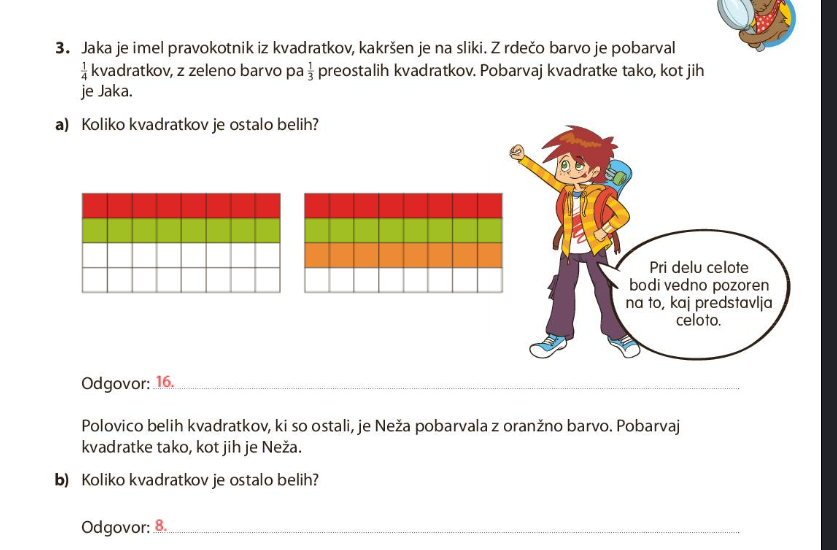 3. Jaka je imel pravokotnik iz kvadratkov, kakršen je na sliki. Z rdečo barvo je pobarval
1/4 kvadratkov, z zeleno barvo pa 1/3 preostalih kvadratkov. Pobarvaj kvadratke tako, kot jih
je Jaka.
a) Koliko kvadratkov je ostalo belih?
Pri delu celote
bodi vedno pozoren
na to, kaj predstavlja
celoto.
Odgovor: 16.
Polovico belih kvadratkov, ki so ostali, je Neža pobarvala z oranžno barvo. Pobarvaj
kvadratke tako, kot jih je Neža.
b) Koliko kvadratkov je ostalo belih?
Odgovor: 8.